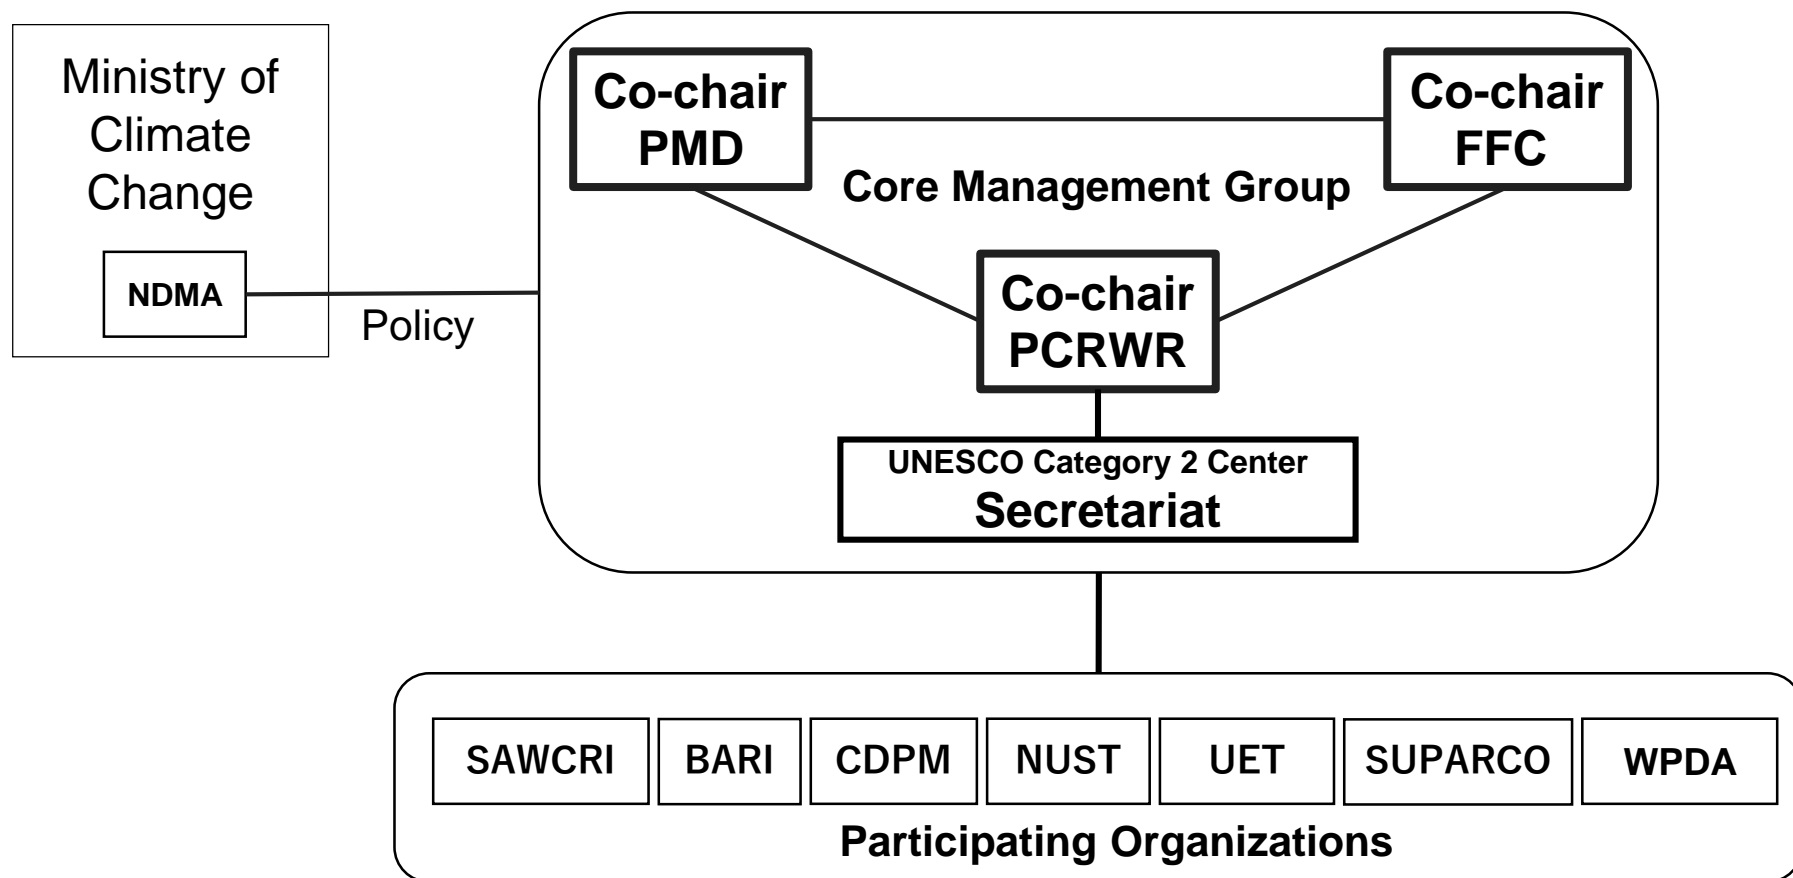 Ministry of
Climate
Change
NDMA
Policy
Co-chair
PMD
Co-chair
FFC
Core Management Group
Co-chair
PCRWR
UNESCO Category 2 Center
Secretariat
SAWCRI
BARI
CDPM
NUST
UET
SUPARCO
WPDA
Participating Organizations